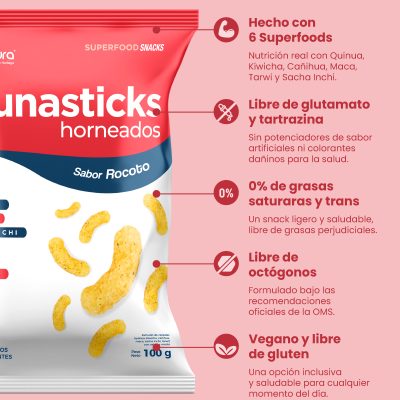 SUPERFOOD SNACKS
unasticks
horneados
Sabor Rocoto
CHI
Peso
Neto 100 g
Hecho con
6 Superfoods
Nutrición real con Quinua,
Kiwicha, Cañihua, Maca,
Tarwi y Sacha Inchi.
Libre de glutamato
y tartrazina
Sin potenciadores de sabor
artificiales ni colorantes
dañinos para la salud.
0%
0% de grasas
saturaras y trans
Un snack ligero y saludable,
libre de grasas perjudiciales.
Libre de
octógonos
Formulado bajo las
recomendaciones
oficiales de la OMS.
Vegano y libre
de gluten
Una opción inclusiva
y saludable para cualquier
momento del día.